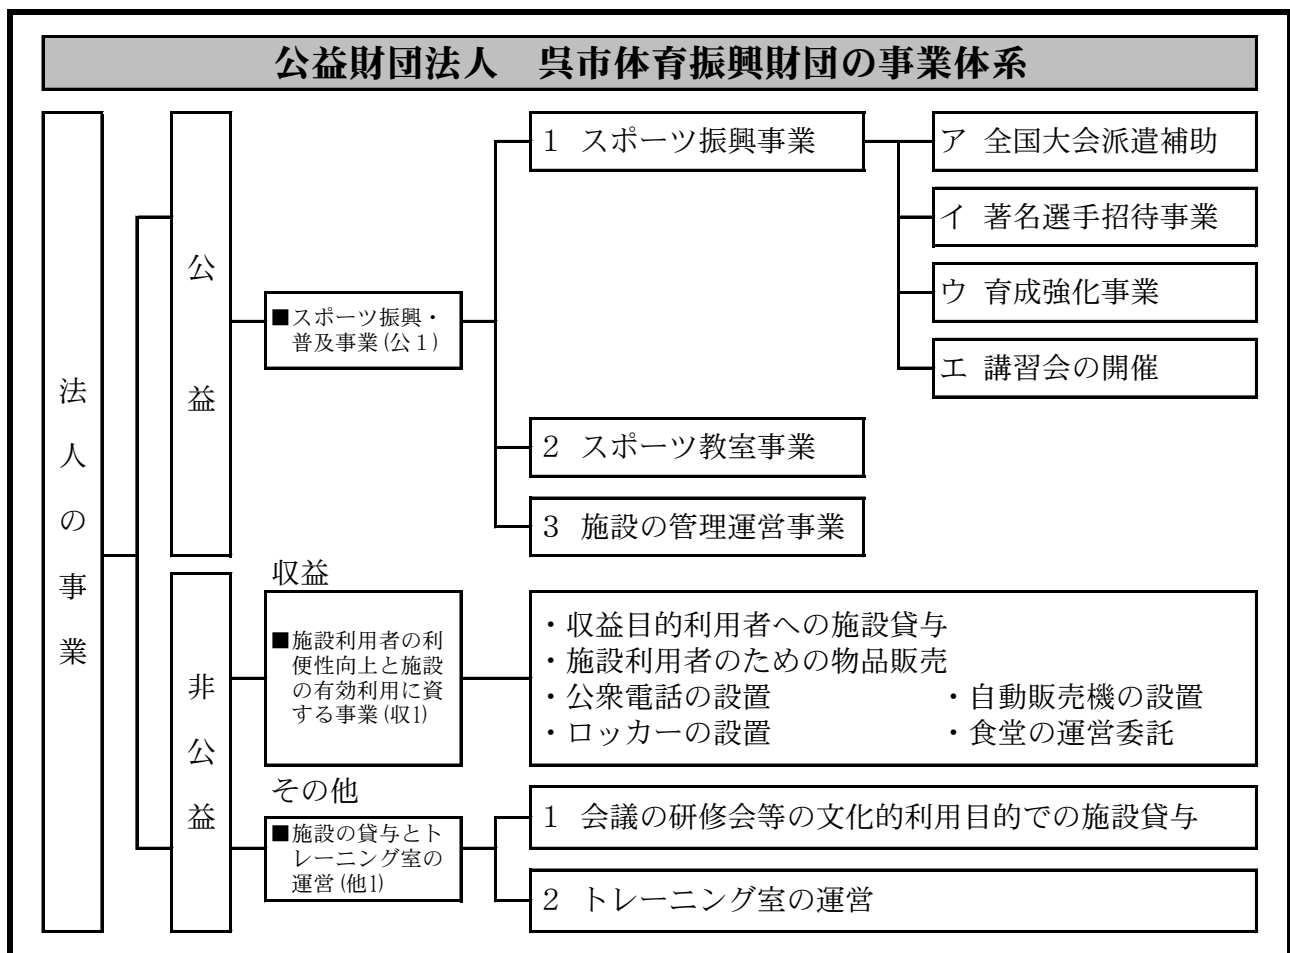 公益財団法人　呉市体育振興財団の事業体系
法人の事業
公益
■スポーツ振興・
普及事業(公１)
１ スポーツ振興事業
ア 全国大会派遣補助
イ 著名選手招待事業
ウ 育成強化事業
エ 講習会の開催
２ スポーツ教室事業
３ 施設の管理運営事業
非公益
収益
■施設利用者の利
便性向上と施設
の有効利用に資
する事業(収1)
・収益目的利用者への施設貸与
・施設利用者のための物品販売
・公衆電話の設置　・自動販売機の設置
・ロッカーの設置　・食堂の運営委託
その他
■施設の貸与とト
レーニング室の
運営(他1)
１ 会議の研修会等の文化的利用目的での施設貸与
２ トレーニング室の運営